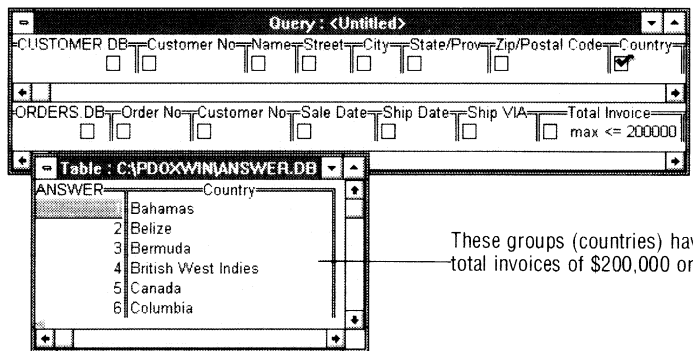 Query : <Untitled>
CUSTOMER DB Customer No Name Street City State/Prov Zip/Postal Code Country
ORDERS.DB Order No Customer No Sale Date Ship Date Ship VIA Total Invoice
max <= 200000
Table : C:\PDOXWIN\ANSWER.DB
ANSWER Country
Bahamas
2 Belize
3 Bermuda
4 British West Indies
5 Canada
6 Columbia
These groups (countries)
total invoices of $200,000